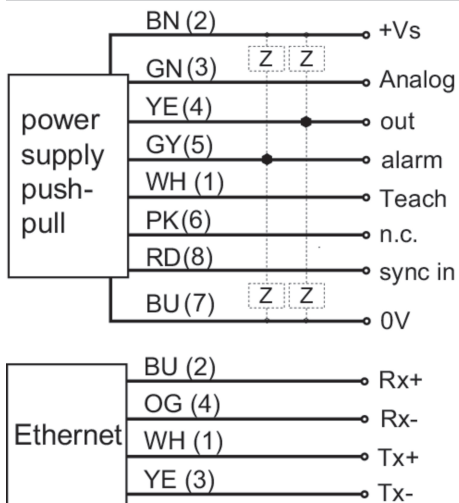 BN (2) +Vs
Z Z
GN (3) Analog
YE (4) out
power
supply
push-
pull
GY(5) alarm
WH (1) Teach
PK(6) n.c.
RD(8) sync in
Z Z
BU(7) 0V
BU (2) Rx+
OG (4) Rx-
Ethernet
WH (1) Tx+
YE (3) Tx-